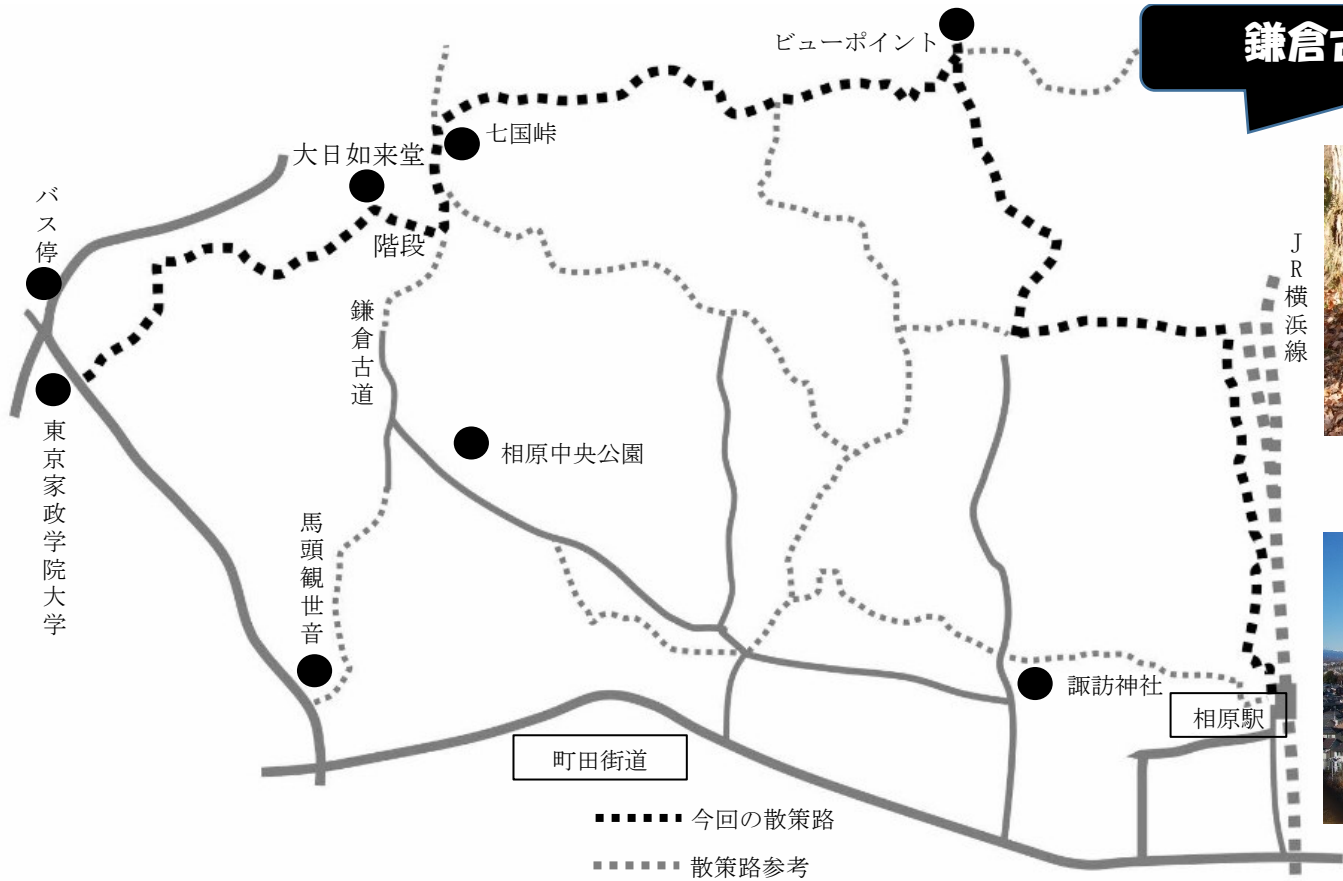 ビューポイント
鎌倉古
七国峠
大日如来堂
バス停
階段
JR横浜線
鎌倉古道
東京家政学院大学
相原中央公園
馬頭観世音
諏訪神社
相原駅
町田街道
今回の散策路
散策路参考